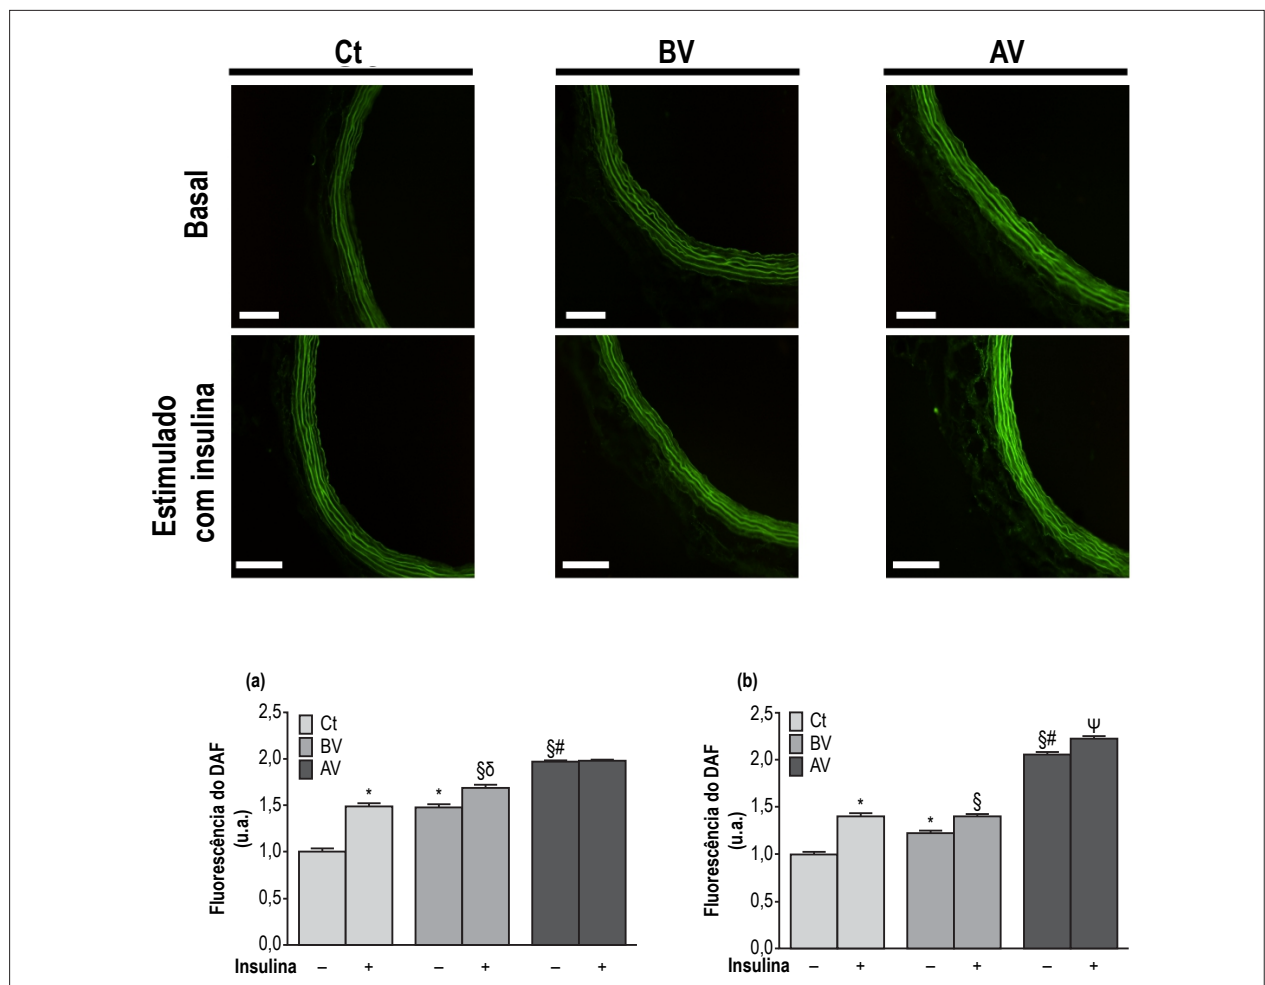 Ct BV AV
Basal
Estimulado
com insulina
(a)
2,5
2,0
1,5
1,0
0,5
0,0
Fluorescência do DAF
(u.a.)
Ct
BV
AV
*
*
§δ
§#
Insulina – + – + – +
(b)
2,5
2,0
1,5
1,0
0,5
0,0
Fluorescência do DAF
(u.a.)
Ct
BV
AV
*
*
§
§#
Ψ
Insulina – + – + – +